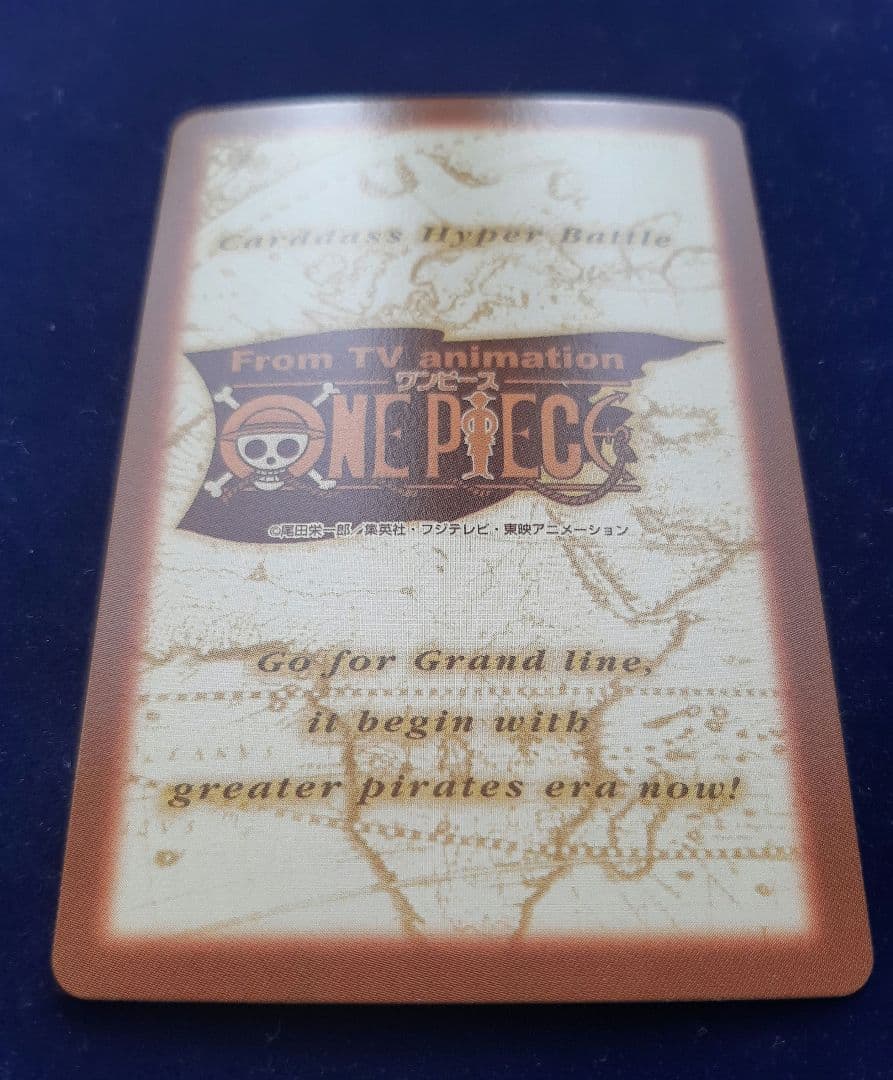 Carddass Hyper Battle
From TV animation
ワンピース
ONE PIECE
©尾田栄一郎／集英社・フジテレビ・東映アニメーション
Go for Grand line,
it begin with
greater pirates era now!